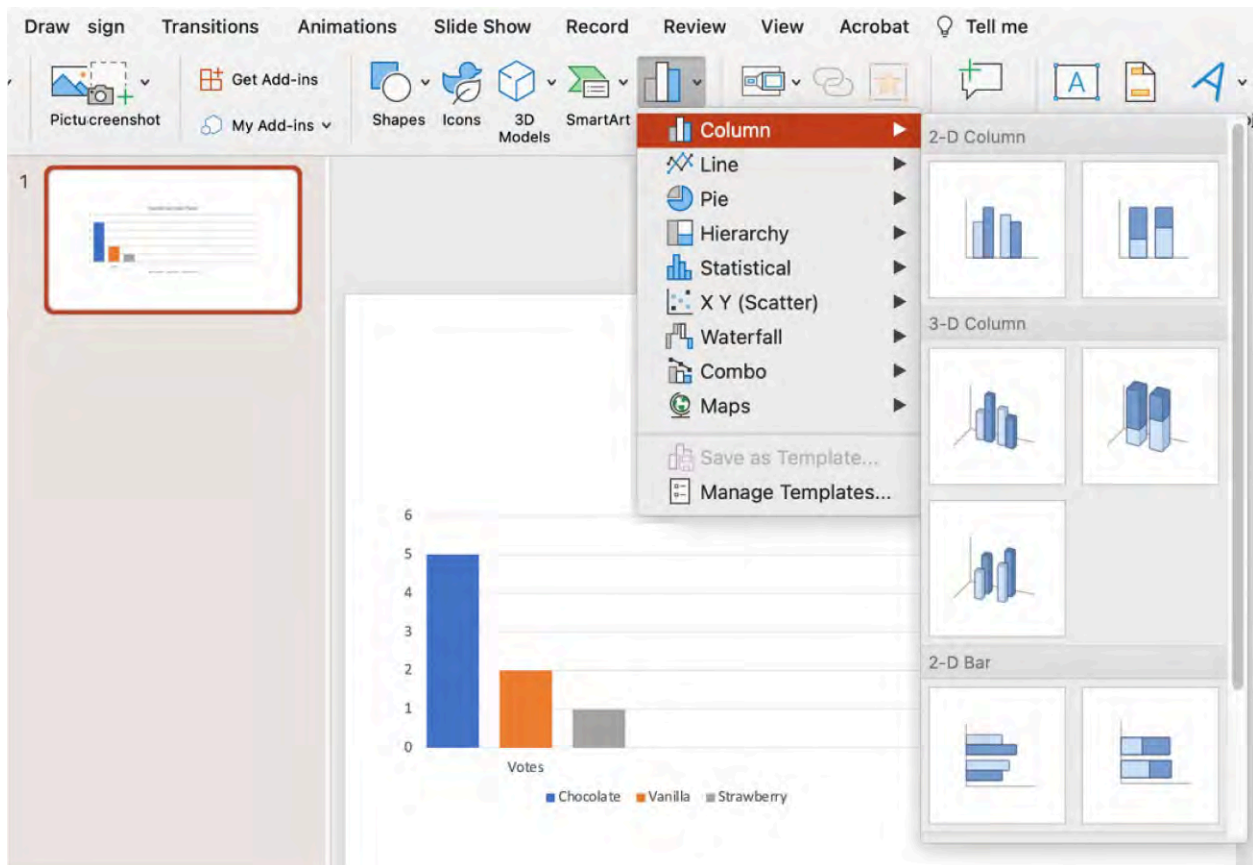 Draw sign Transitions Animations Slide Show Record Review View Acrobat Tell me
Get Add-ins
My Add-ins
Pictu creenshot
Shapes Icons 3D Models SmartArt
Column
Line
Pie
Hierarchy
Statistical
X Y (Scatter)
Waterfall
Combo
Maps
Save as Template...
Manage Templates...
2-D Column
3-D Column
2-D Bar
1
A
6
5
4
3
2
1
0
Votes
Chocolate Vanilla Strawberry